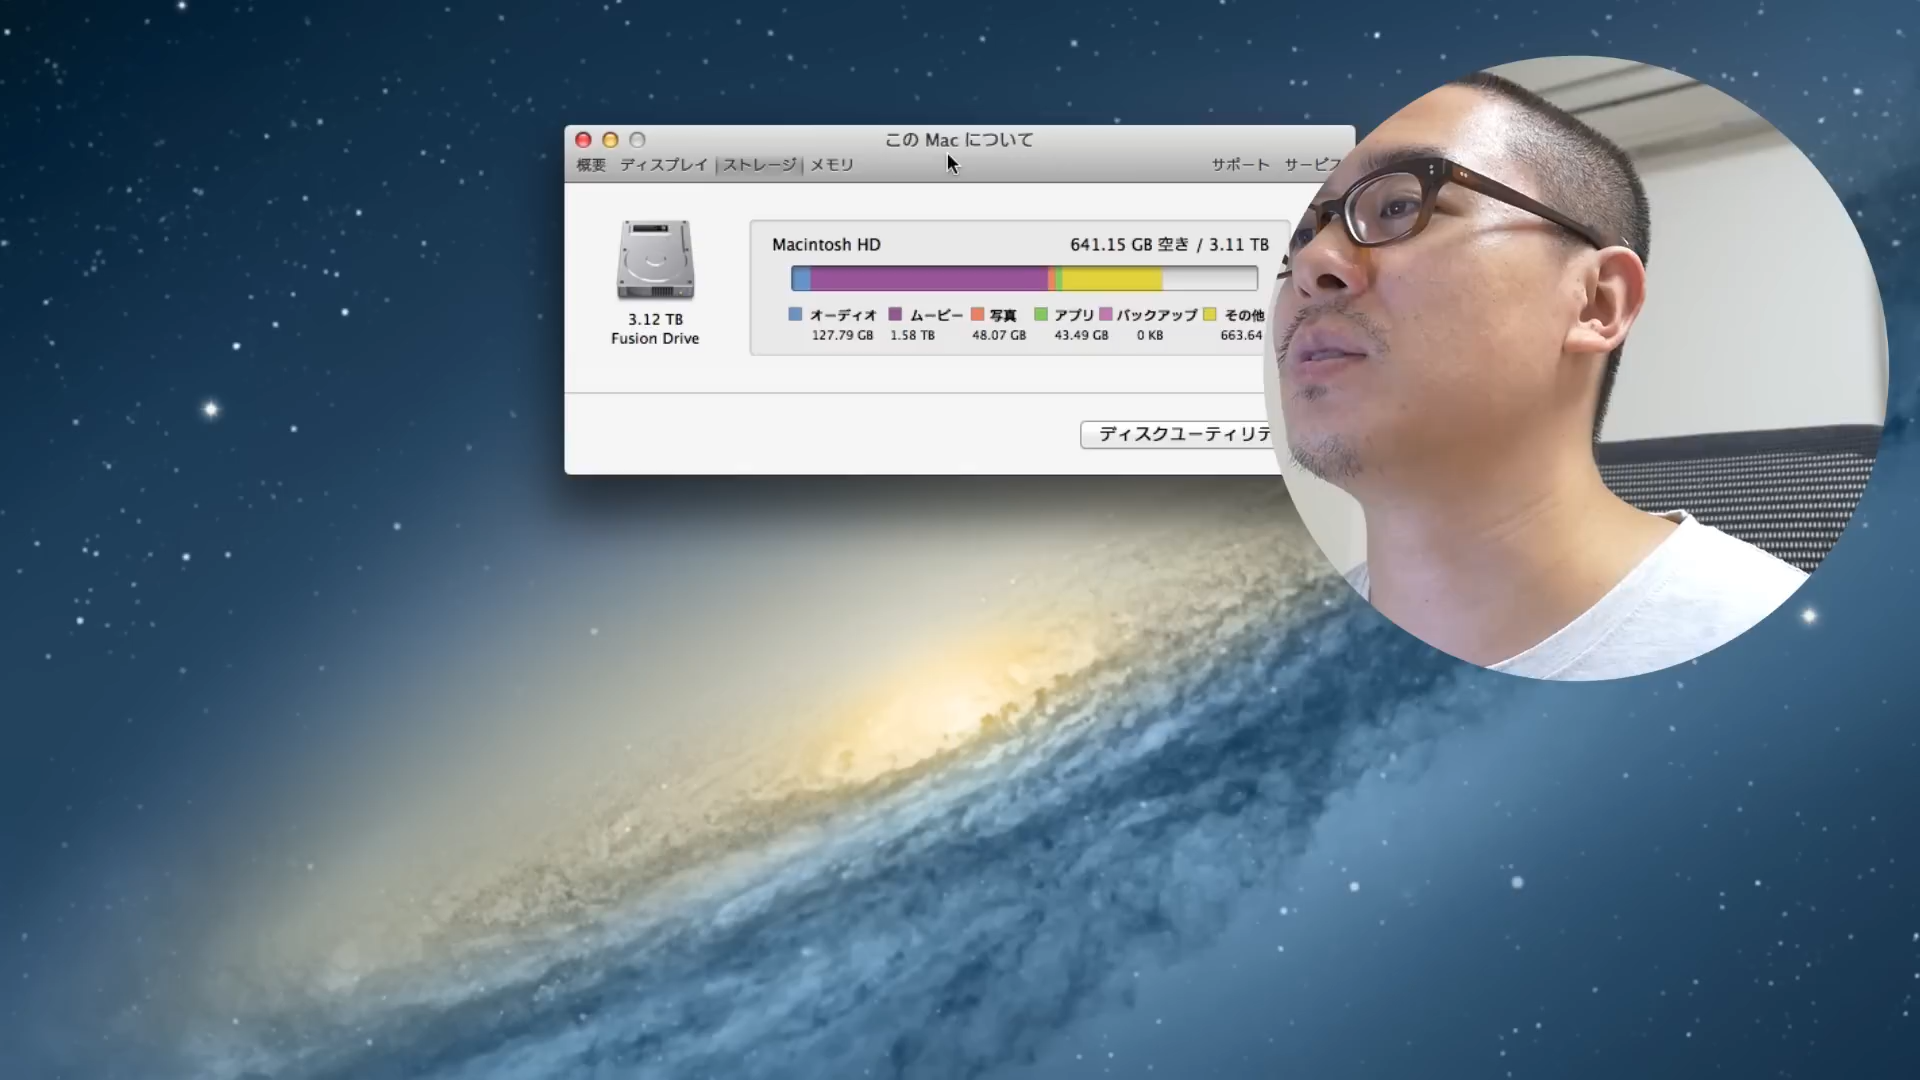 この Mac について
概要 ディスプレイ ストレージ メモリ サポート サービス
Macintosh HD 641.15 GB 空き / 3.11 TB
オーディオ ムービー 写真 アプリ バックアップ その他
127.79 GB 1.58 TB 48.07 GB 43.49 GB 0 KB 663.64
3.12 TB
Fusion Drive
ディスクユーティリテ